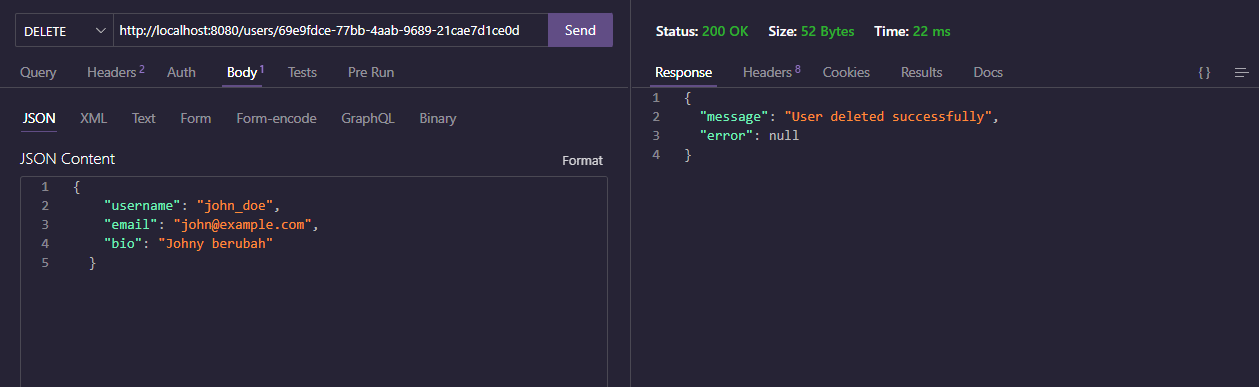 DELETE http://localhost:8080/users/69e9fdce-77bb-4aab-9689-21cae7d1ce0d Send
Query Headers 2 Auth Body 1 Tests Pre Run
JSON XML Text Form Form-encode GraphQL Binary
JSON Content Format
1 {
2 "username": "john_doe",
3 "email": "john@example.com",
4 "bio": "Johny berubah"
5 }
Status: 200 OK Size: 52 Bytes Time: 22 ms
Response Headers 8 Cookies Results Docs { }
1 {
2 "message": "User deleted successfully",
3 "error": null
4 }